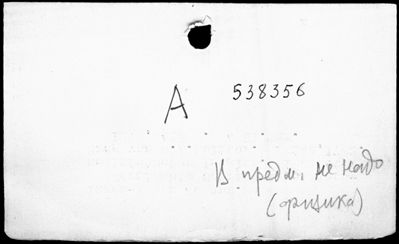 А 538356
В предм. не надо
(физика)